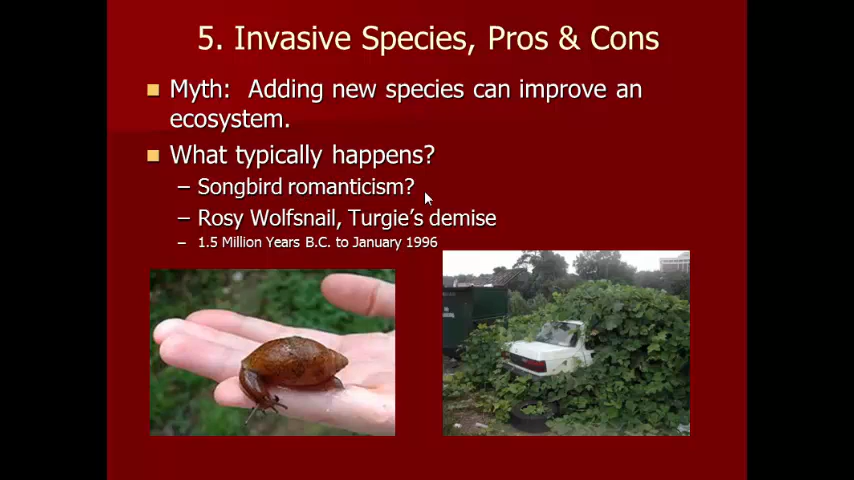 5. Invasive Species, Pros & Cons
Myth: Adding new species can improve an
ecosystem.
What typically happens?
– Songbird romanticism?
– Rosy Wolfsnail, Turgie’s demise
– 1.5 Million Years B.C. to January 1996